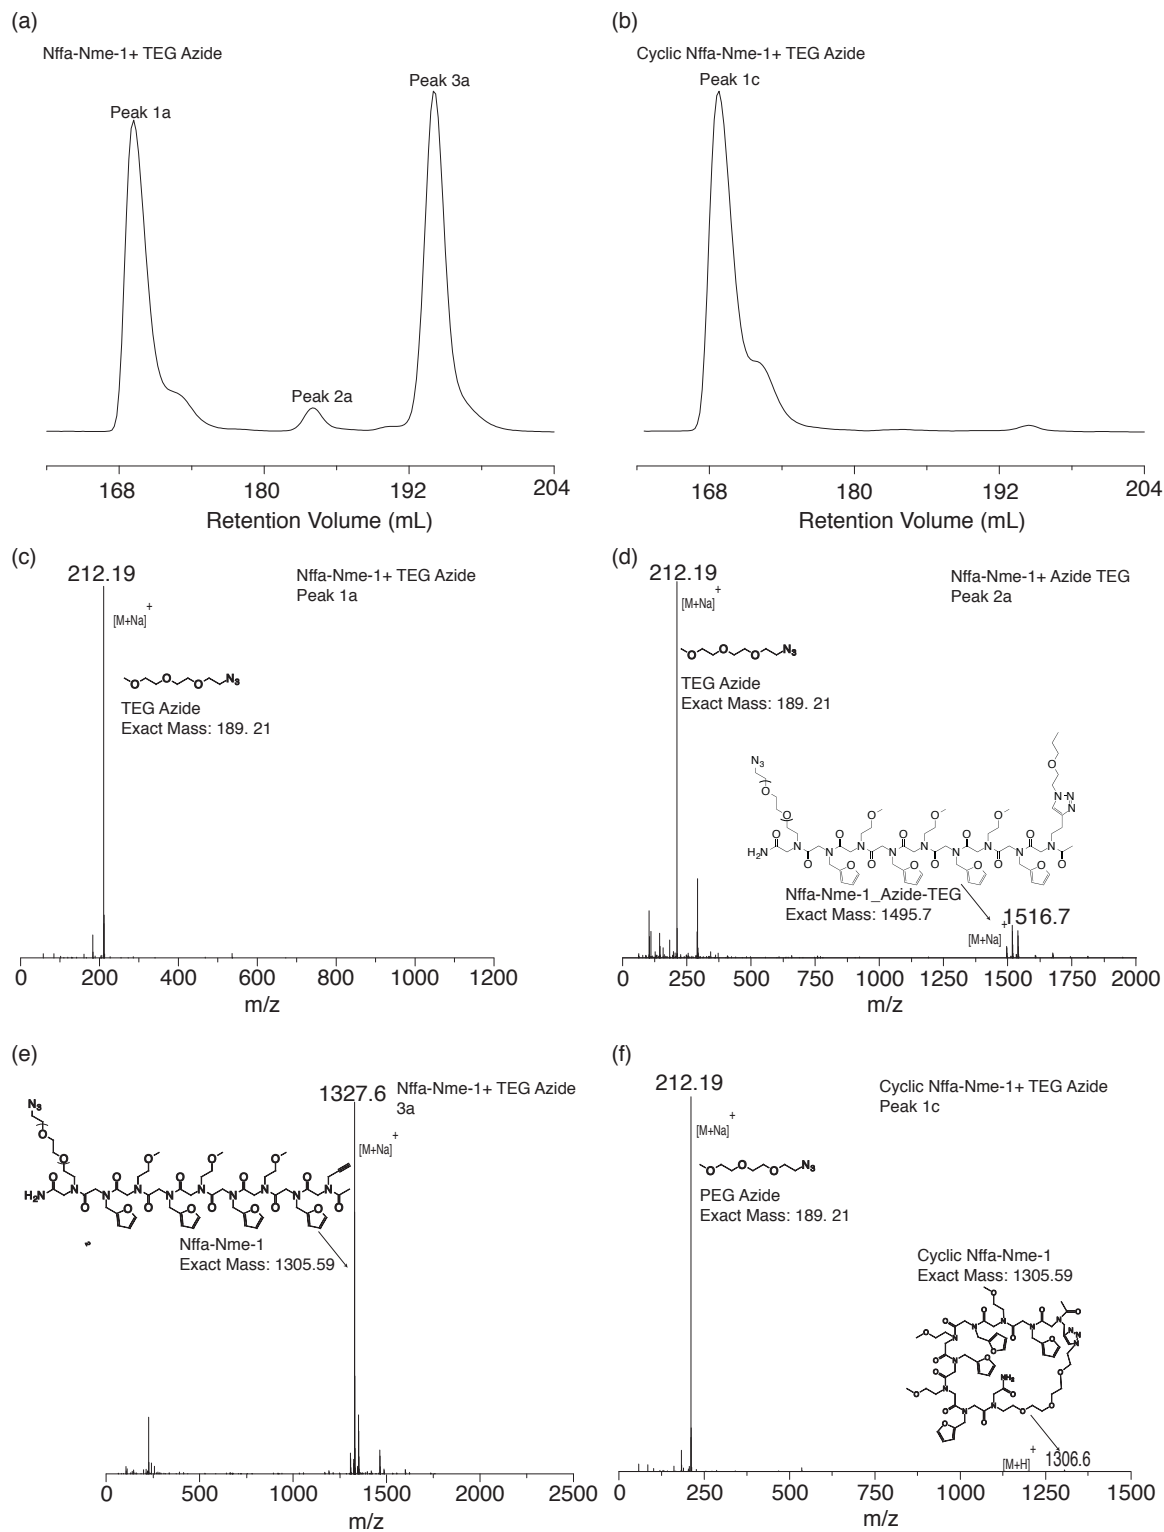 (a)
Nffa-Nme-1+ TEG Azide
Peak 1a
Peak 2a
Peak 3a
168 180 192 204
Retention Volume (mL)
(b)
Cyclic Nffa-Nme-1+ TEG Azide
Peak 1c
168 180 192 204
Retention Volume (mL)
(c)
212.19
[M+Na]+
Nffa-Nme-1+ TEG Azide
Peak 1a
O O O N3
TEG Azide
Exact Mass: 189. 21
0 200 400 600 800 1000 1200
m/z
(d)
212.19
[M+Na]+
Nffa-Nme-1+ Azide TEG
Peak 2a
O O O N3
TEG Azide
Exact Mass: 189. 21
Nffa-Nme-1_Azide-TEG
Exact Mass: 1495.7
1516.7
[M+Na]+
0 250 500 750 1000 1250 1500 1750 2000
m/z
(e)
1327.6
Nffa-Nme-1+ TEG Azide
3a
[M+Na]+
N3
H2N
Nffa-Nme-1
Exact Mass: 1305.59
0 500 1000 1500 2000 2500
m/z
(f)
212.19
[M+Na]+
Cyclic Nffa-Nme-1+ TEG Azide
Peak 1c
O O O N3
PEG Azide
Exact Mass: 189. 21
Cyclic Nffa-Nme-1
Exact Mass: 1305.59
[M+H]+ 1306.6
0 250 500 750 1000 1250 1500
m/z